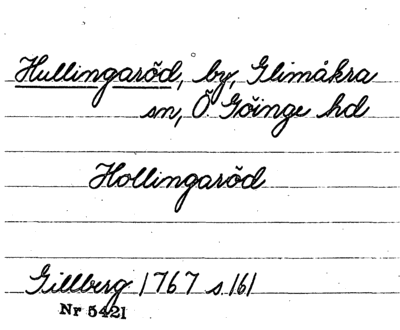 Hullingaröd, by, Glimåkra
sn, Ö. Göinge hd
Hollingaröd
Gillberg 1767 s. 161
Nr 5421